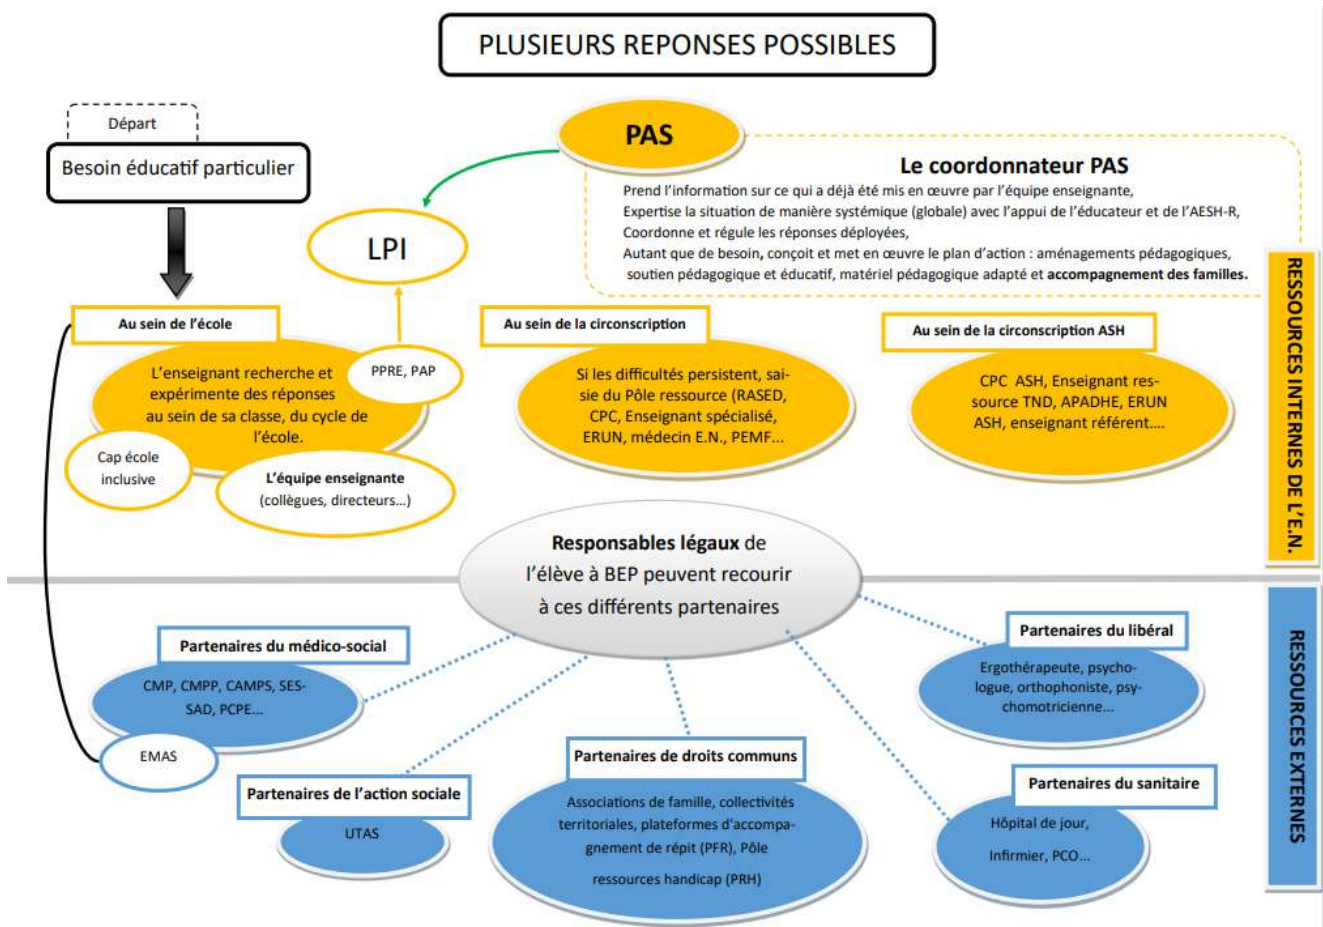 PLUSIEURS REPONSES POSSIBLES
Départ
Besoin éducatif particulier
PAS
Le coordonnateur PAS
Prend l'information sur ce qui a déjà été mis en œuvre par l'équipe enseignante,
Expertise la situation de manière systémique (globale) avec l'appui de l'éducateur et de l'AESH-R,
Coordonne et régule les réponses déployées,
Autant que de besoin, conçoit et met en œuvre le plan d'action : aménagements pédagogiques,
soutien pédagogique et éducatif, matériel pédagogique adapté et accompagnement des familles.
LPI
RESSOURCES INTERNES DE L'E.N.
Au sein de l'école
L'enseignant recherche et
expérimente des réponses
au sein de sa classe, du cycle de
l'école.
PPRE, PAP
Cap école
inclusive
L'équipe enseignante
(collègues, directeurs...)
Au sein de la circonscription
Si les difficultés persistent, sai-
sie du Pôle ressource (RASED,
CPC, Enseignant spécialisé,
ERUN, médecin E.N., PEMF...
Au sein de la circonscription ASH
CPC ASH, Enseignant res-
source TND, APADHE, ERUN
ASH, enseignant référent....
Responsables légaux de
l'élève à BEP peuvent recourir
à ces différents partenaires
RESSOURCES EXTERNES
Partenaires du médico-social
CMP, CMPP, CAMPS, SES-
SAD, PCPE...
EMAS
Partenaires de l'action sociale
UTAS
Partenaires de droits communs
Associations de famille, collectivités
territoriales, plateformes d'accompa-
gnement de répit (PFR), Pôle
ressources handicap (PRH)
Partenaires du libéral
Ergothérapeute, psycho-
logue, orthophoniste, psy-
chomotricienne...
Partenaires du sanitaire
Hôpital de jour,
Infirmier, PCO...